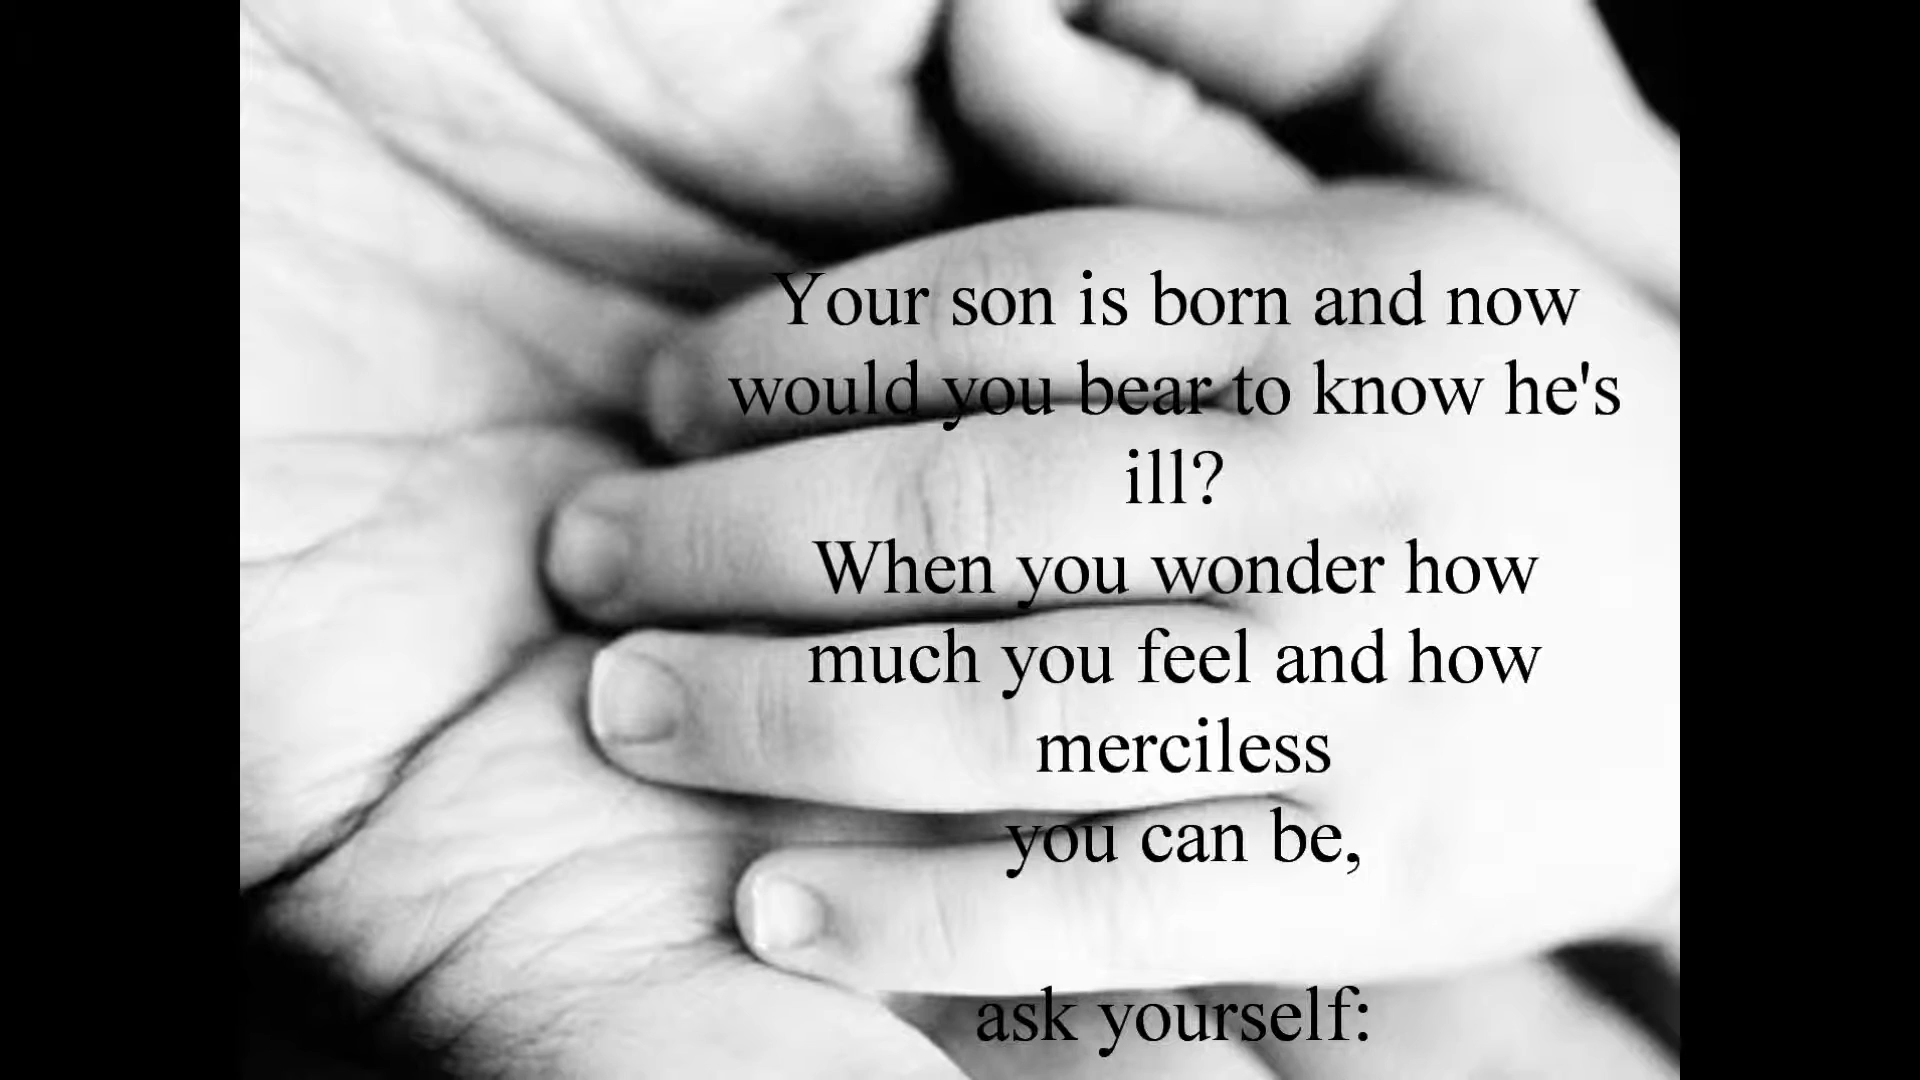 Your son is born and now
would you bear to know he's
ill?
When you wonder how
much you feel and how
merciless
you can be,
ask yourself: